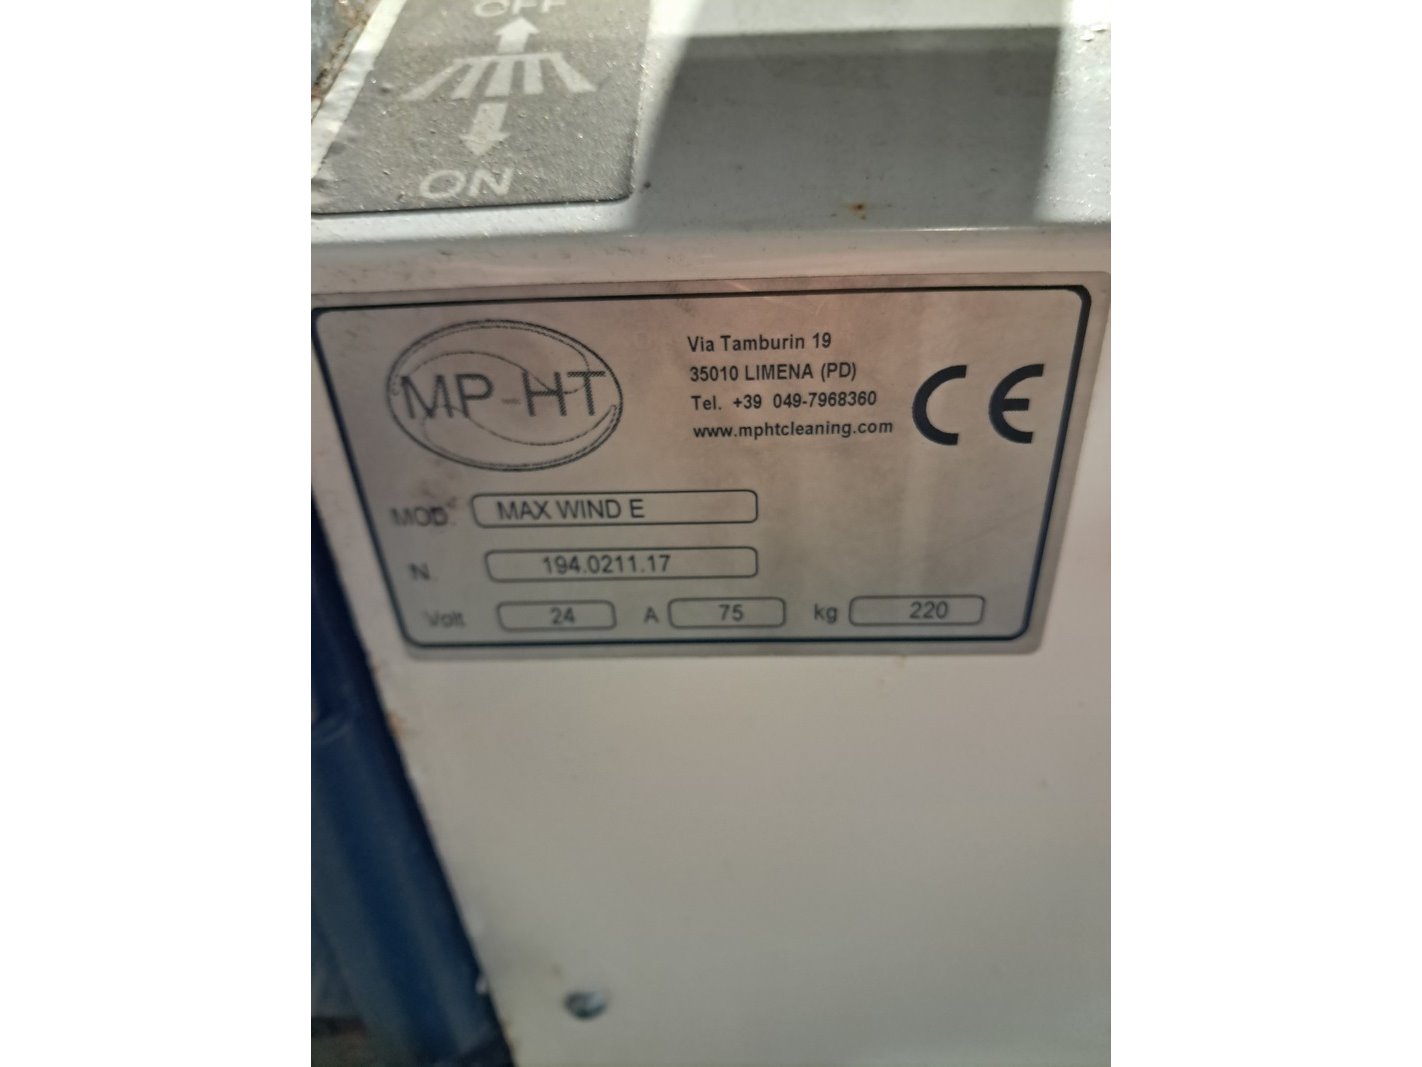 OFF
ON
MP-HT
Via Tamburin 19
35010 LIMENA (PD)
Tel. +39 049-7968360
www.mphtcleaning.com
CE
MOD. MAX WIND E
N. 194.0211.17
Volt 24 A 75 kg 220